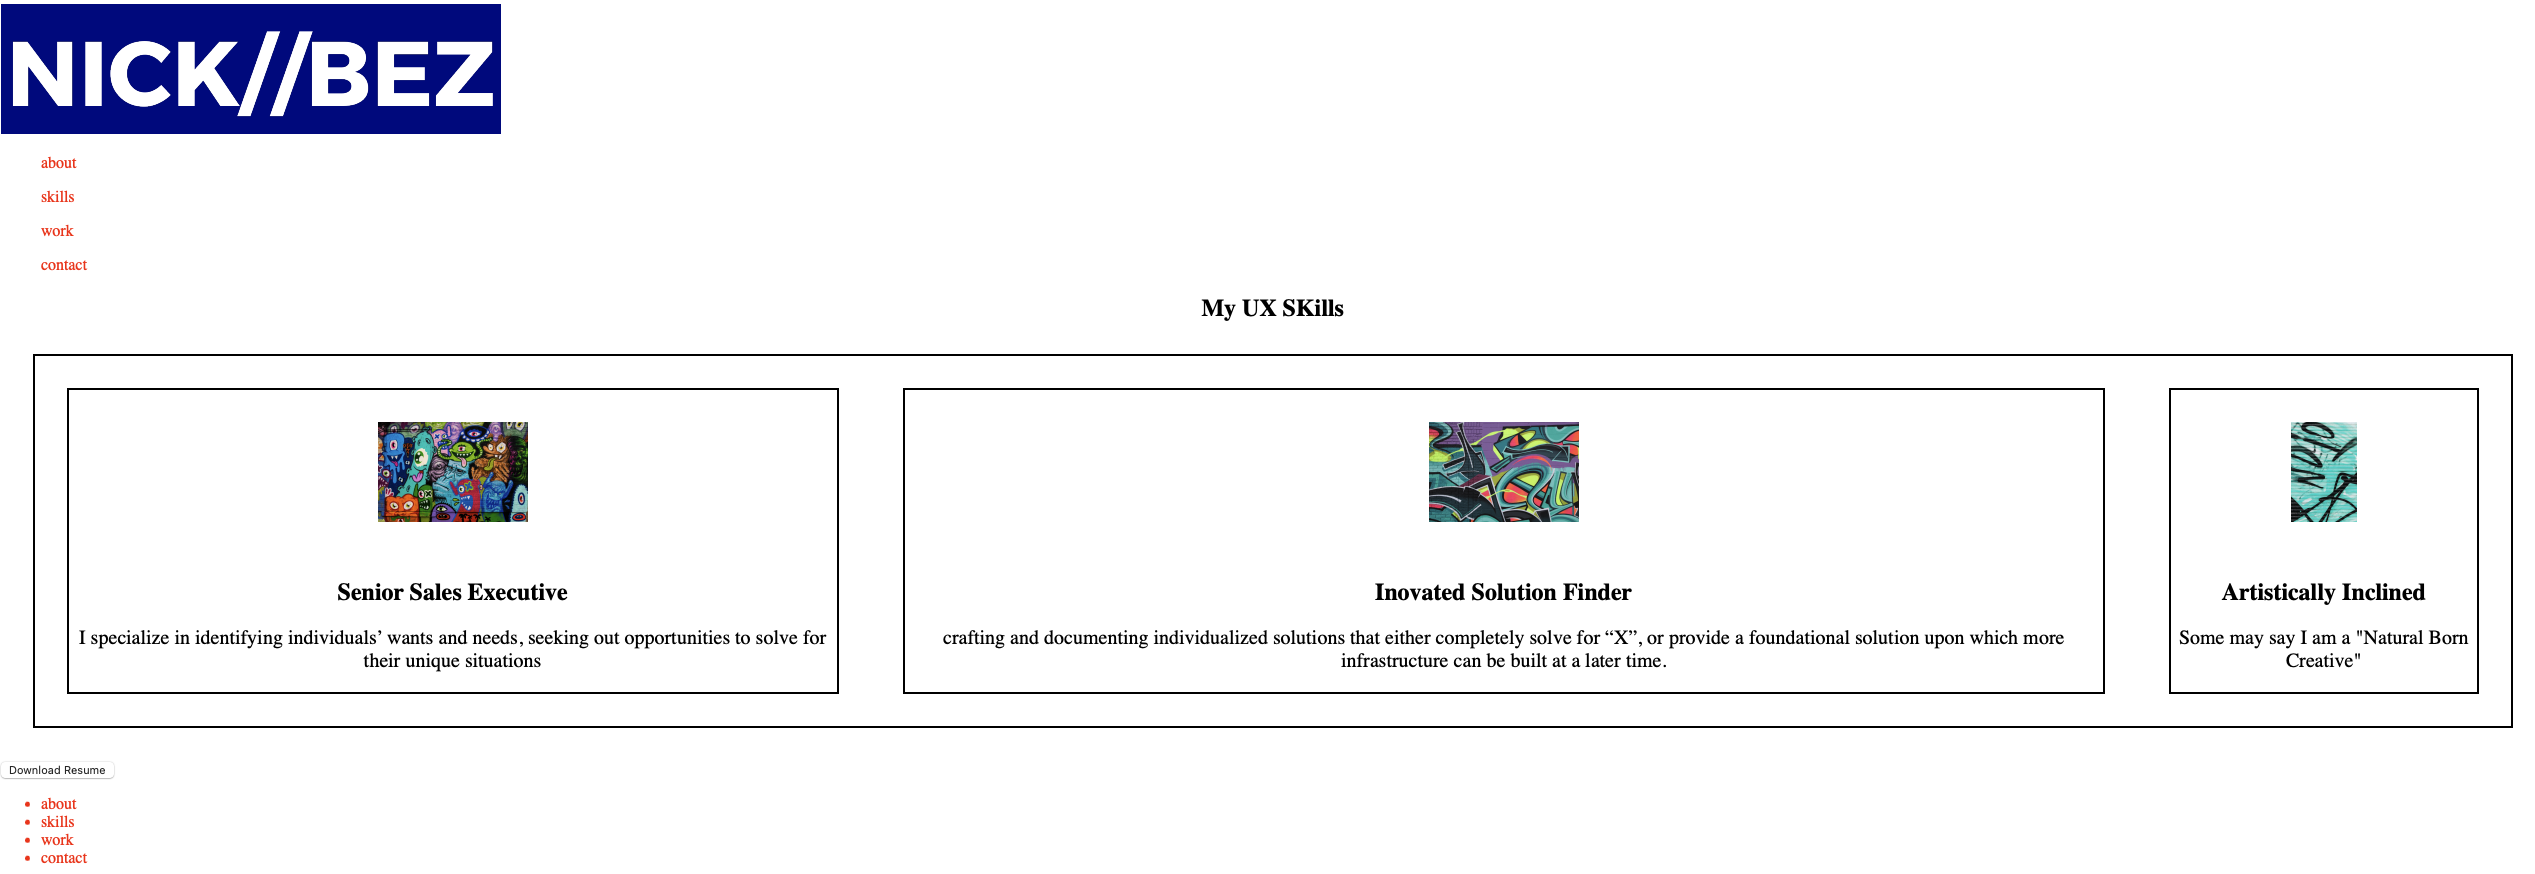 NICK//BEZ
about
skills
work
contact
My UX SKills
Senior Sales Executive
I specialize in identifying individuals’ wants and needs, seeking out opportunities to solve for
their unique situations
Inovated Solution Finder
crafting and documenting individualized solutions that either completely solve for “X”, or provide a foundational solution upon which more
infrastructure can be built at a later time.
Artistically Inclined
Some may say I am a "Natural Born
Creative"
Download Resume
about
skills
work
contact